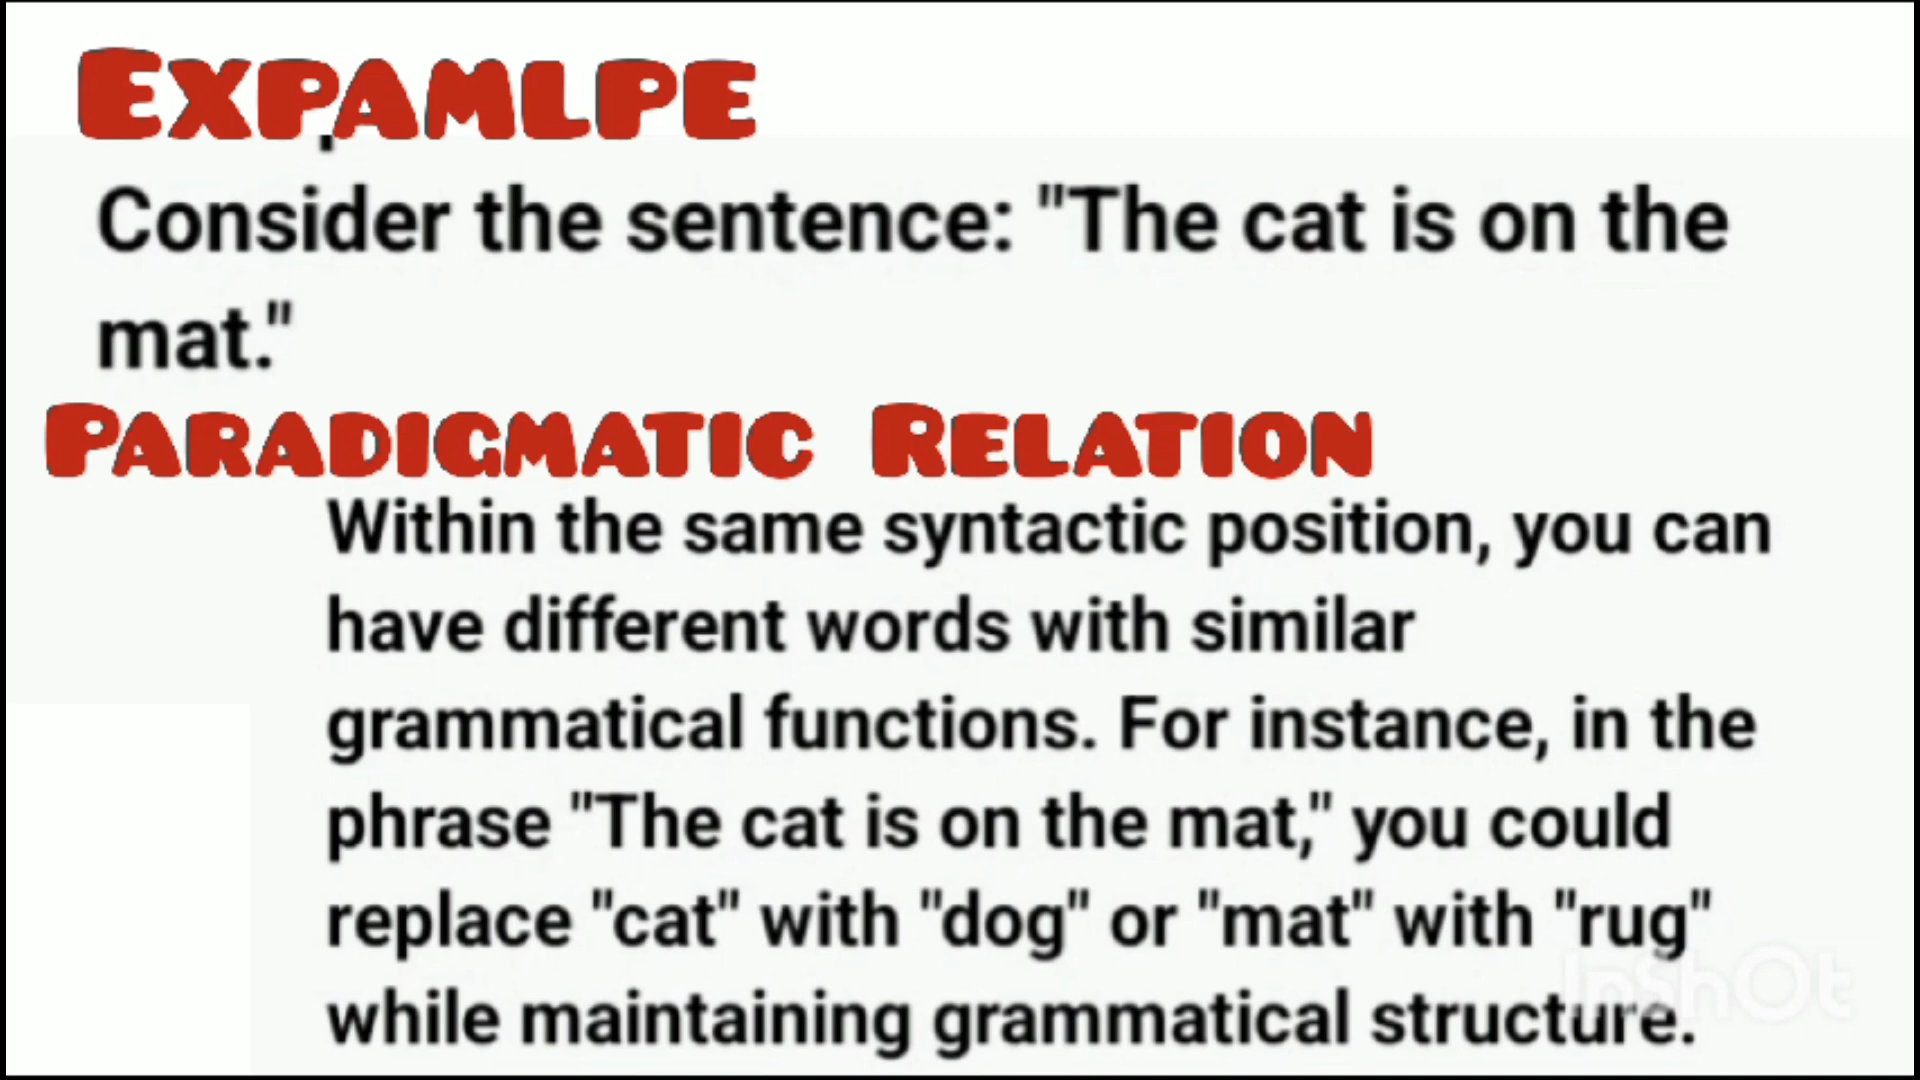 EXPAMLPE
Consider the sentence: "The cat is on the
mat."
PARADIGMATIC RELATION
Within the same syntactic position, you can
have different words with similar
grammatical functions. For instance, in the
phrase "The cat is on the mat," you could
replace "cat" with "dog" or "mat" with "rug"
while maintaining grammatical structure.
InShOt